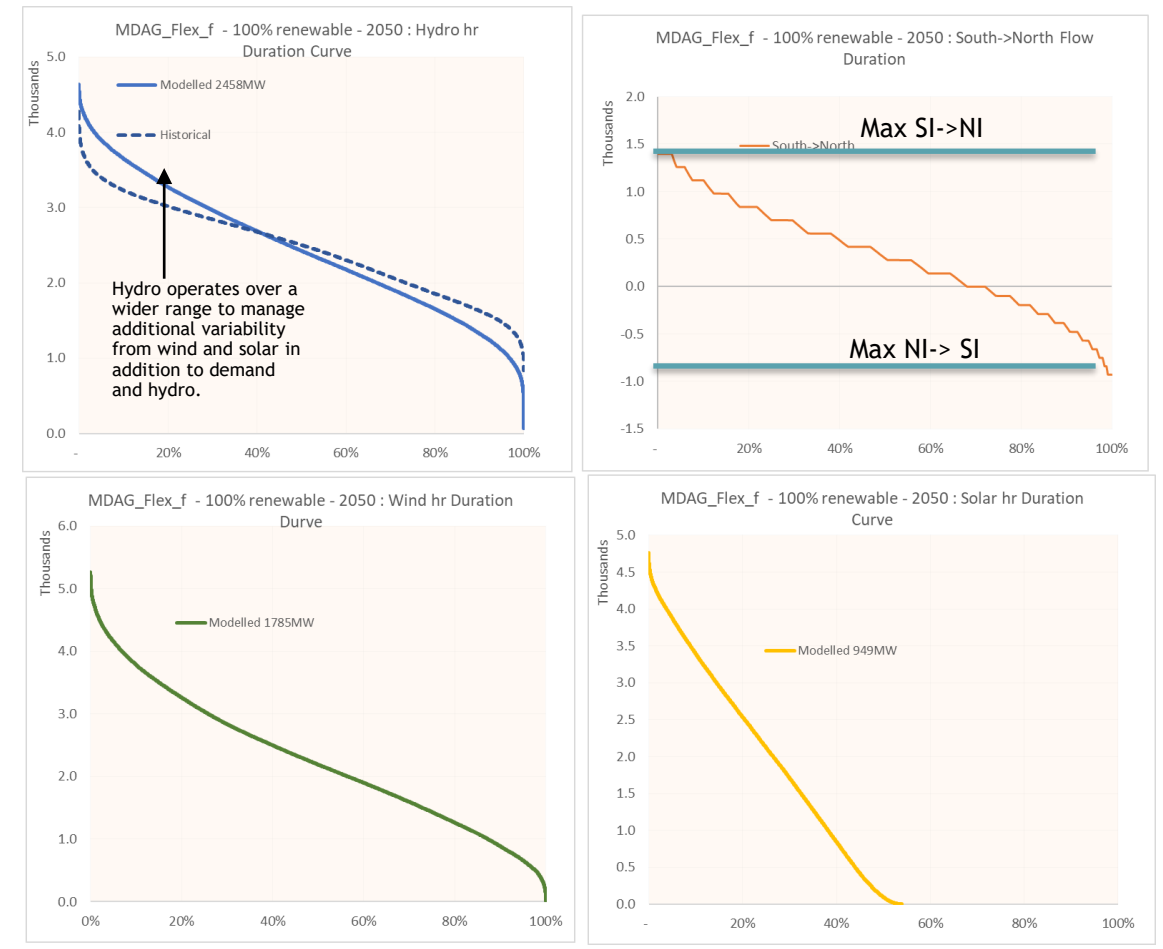 MDAG_Flex_f - 100% renewable - 2050 : Hydro hr
Duration Curve
Thousands
5.0
4.0
3.0
2.0
1.0
0.0
Modelled 2458MW
Historical
Hydro operates over a
wider range to manage
additional variability
from wind and solar in
addition to demand
and hydro.
-
20%
40%
60%
80%
100%
MDAG_Flex_f - 100% renewable - 2050 : South->North Flow
Duration
Thousands
2.0
1.5
1.0
0.5
0.0
-0.5
-1.0
-1.5
Max SI->NI
South->North
Max NI-> SI
-
20%
40%
60%
80%
100%
MDAG_Flex_f - 100% renewable - 2050 : Wind hr Duration
Durve
Thousands
6.0
5.0
4.0
3.0
2.0
1.0
0.0
Modelled 1785MW
0%
20%
40%
60%
80%
100%
MDAG_Flex_f - 100% renewable - 2050 : Solar hr Duration
Curve
Thousands
5.0
4.5
4.0
3.5
3.0
2.5
2.0
1.5
1.0
0.5
0.0
Modelled 949MW
-
20%
40%
60%
80%
100%